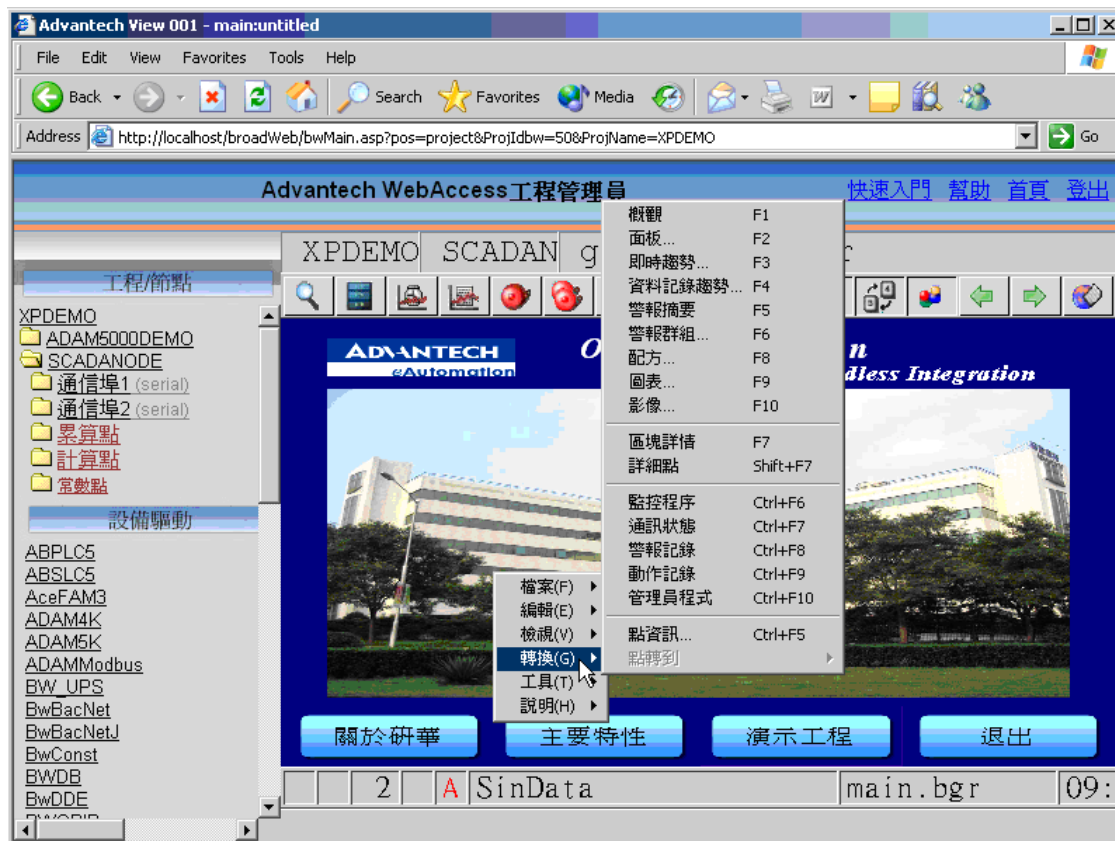 Advantech View 001 - main:untitled
File Edit View Favorites Tools Help
Back Search Favorites Media
Address http://localhost/broadWeb/bwMain.asp?pos=project&ProjIdbw=50&ProjName=XPDEMO Go
Advantech WebAccess工程管理員 快速入門 幫助 首頁 登出
XPDEMO SCADAN g
工程/節點
XPDEMO
ADAM5000DEMO
SCADANODE
通信埠1 (serial)
通信埠2 (serial)
累算點
計算點
常數點
設備驅動
ABPLC5
ABSLC5
AceFAM3
ADAM4K
ADAM5K
ADAMModbus
BW_UPS
BwBacNet
BwBacNetJ
BwConst
BWDB
BwDDE
ADVANTECH
eAutomation
O n
dless Integration
概觀 F1
面板... F2
即時趨勢... F3
資料記錄趨勢... F4
警報摘要 F5
警報群組... F6
配方... F8
圖表... F9
影像... F10
區塊詳情 F7
詳細點 Shift+F7
監控程序 Ctrl+F6
通訊狀態 Ctrl+F7
警報記錄 Ctrl+F8
動作記錄 Ctrl+F9
管理員程式 Ctrl+F10
點資訊... Ctrl+F5
點轉到
檔案(F)
編輯(E)
檢視(V)
轉換(G)
工具(T)
說明(H)
關於研華 主要特性 演示工程 退出
2 A SinData main.bgr 09: